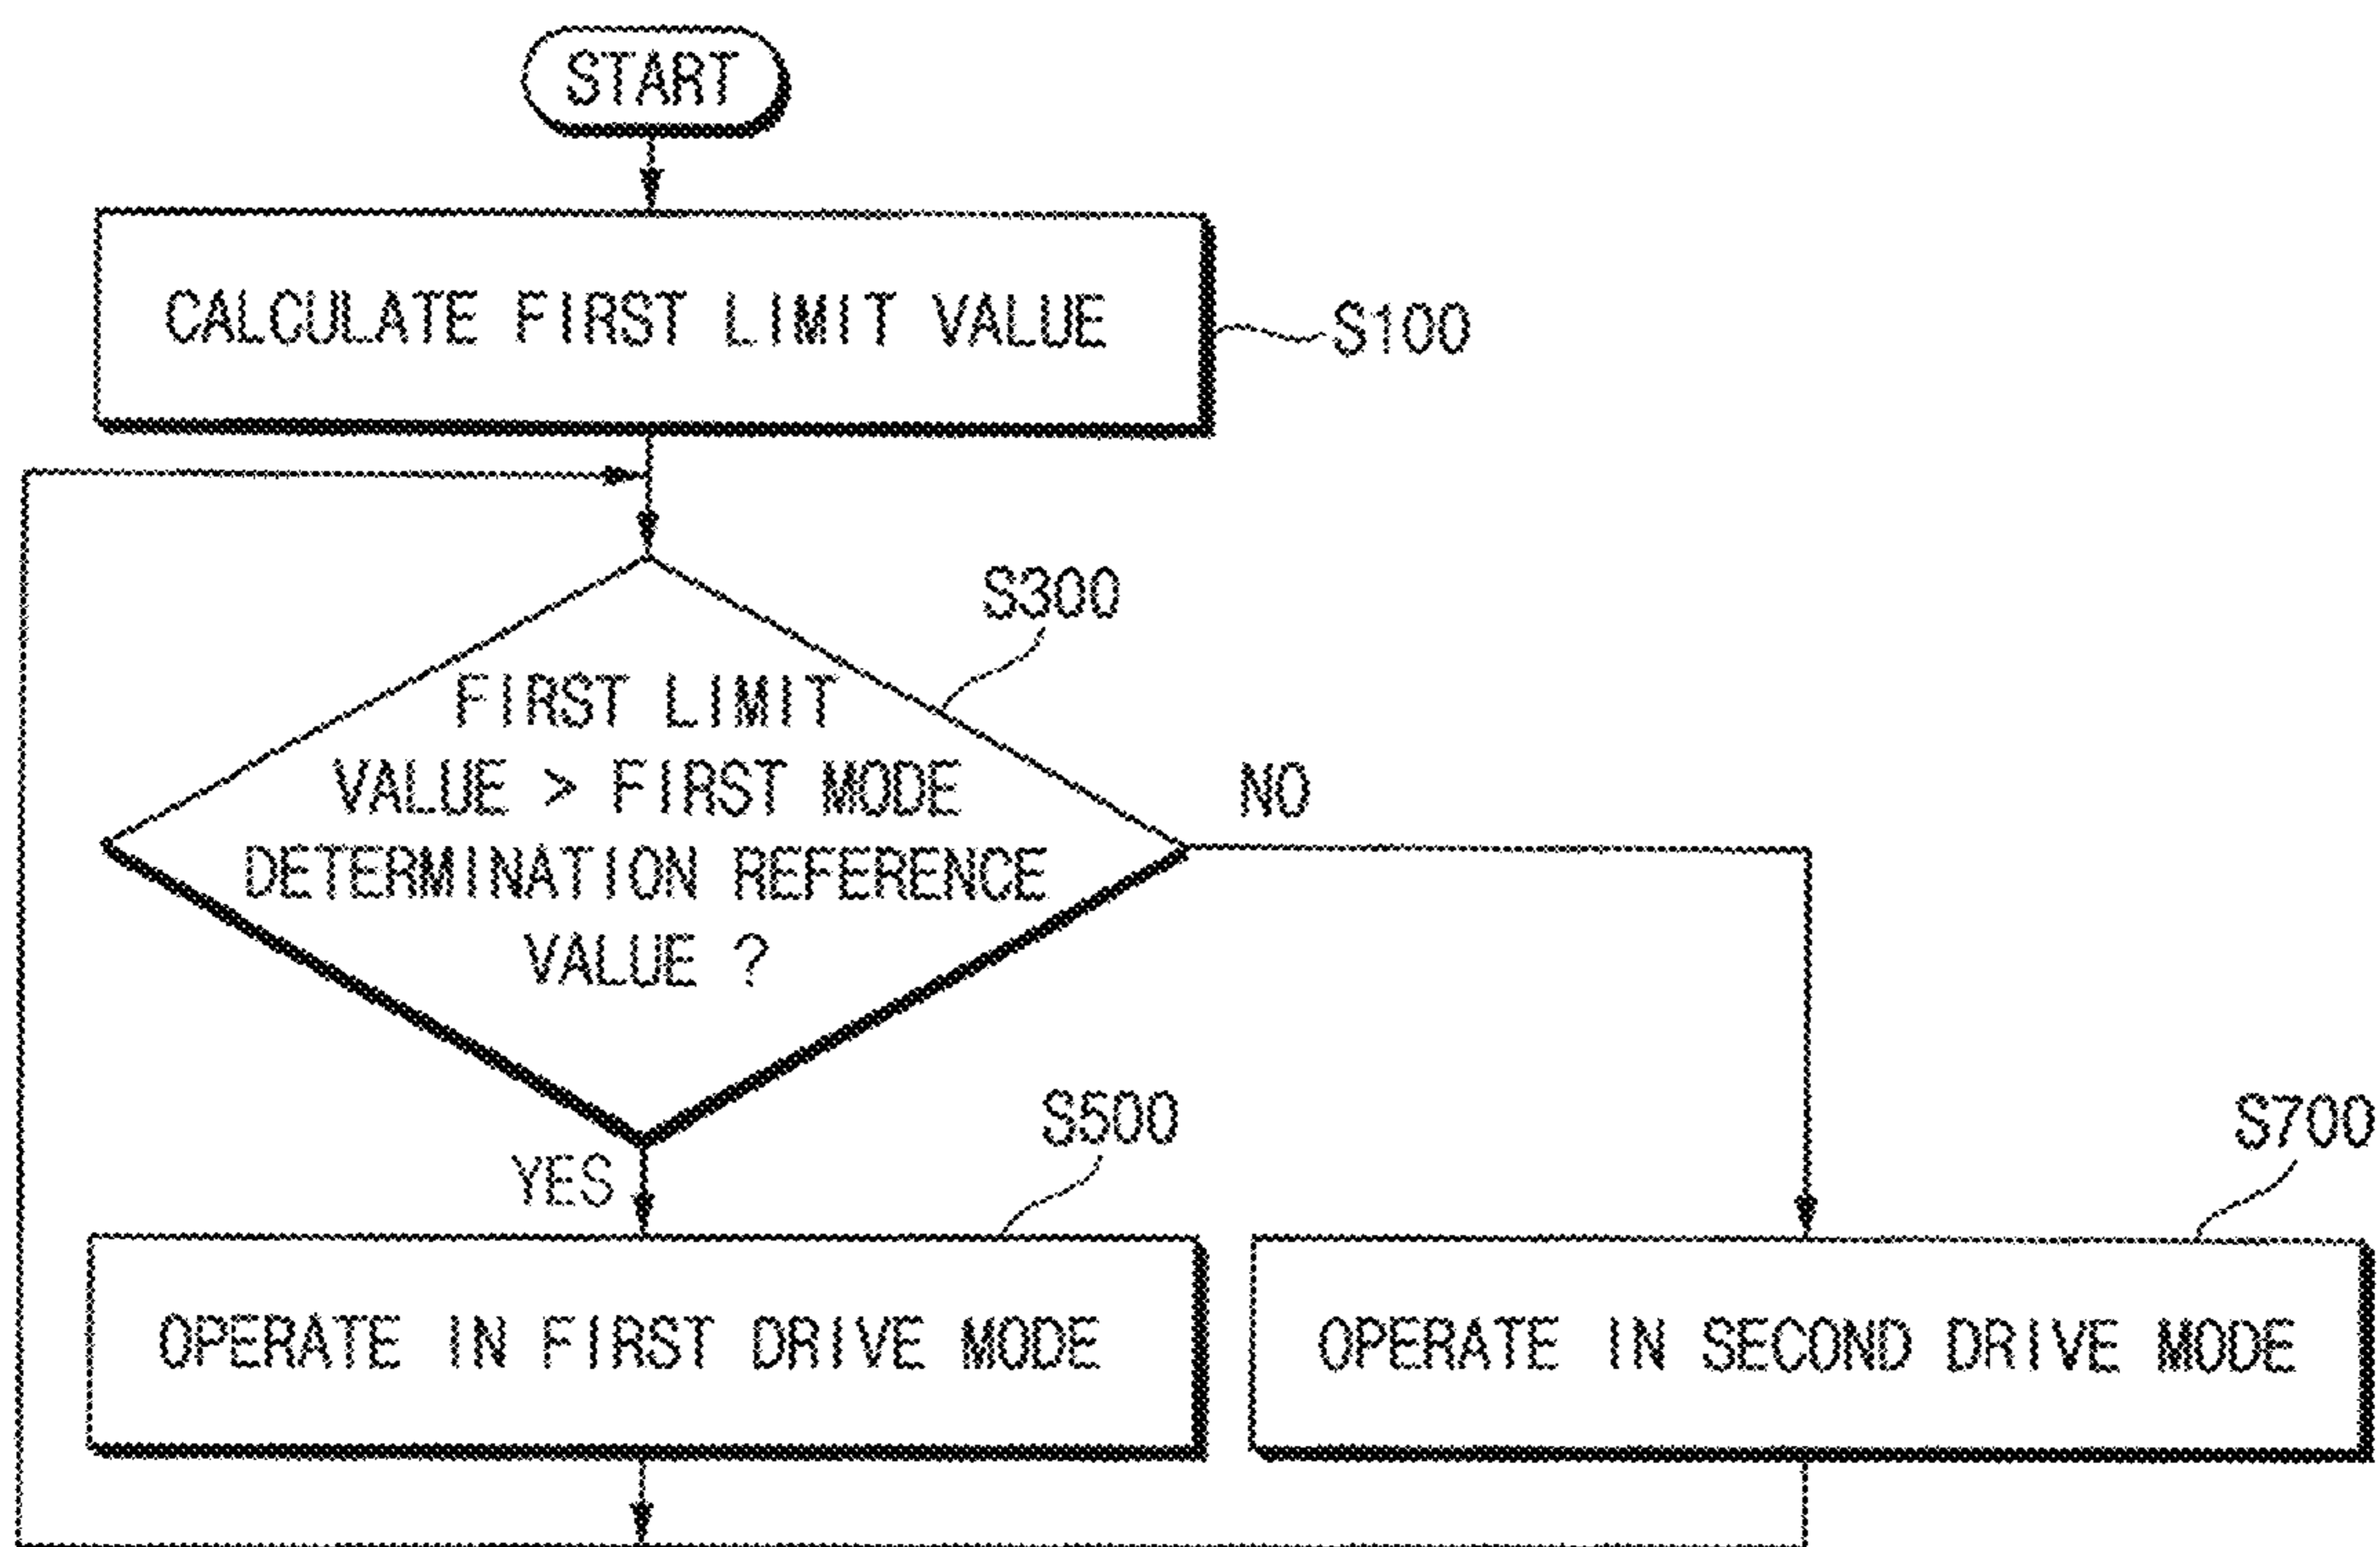 START
CALCULATE FIRST LIMIT VALUE
S100
S300
FIRST LIMIT
VALUE > FIRST MODE
DETERMINATION REFERENCE
VALUE ?
NO
YES
S500
S700
OPERATE IN FIRST DRIVE MODE
OPERATE IN SECOND DRIVE MODE